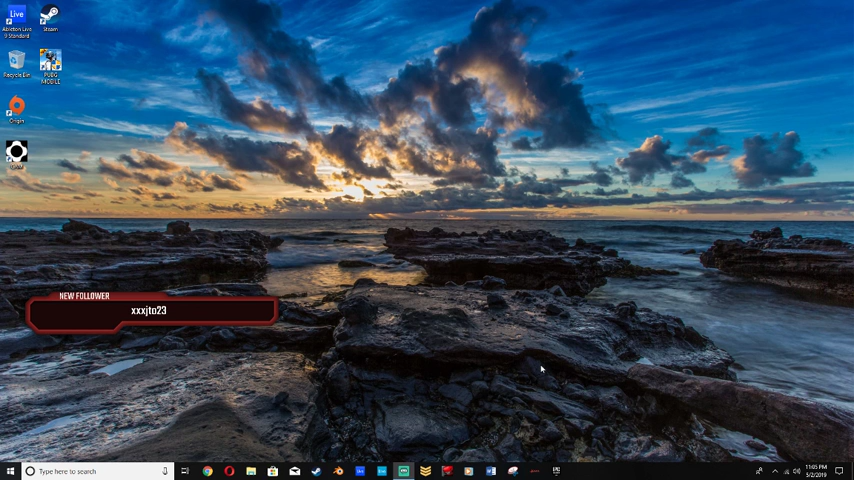 Live
Ableton Live
9 Standard
Steam
Recycle Bin
PUBG
MOBILE
Origin
NEW FOLLOWER
xxxjto23
Type here to search
11:05 PM
5/2/2019